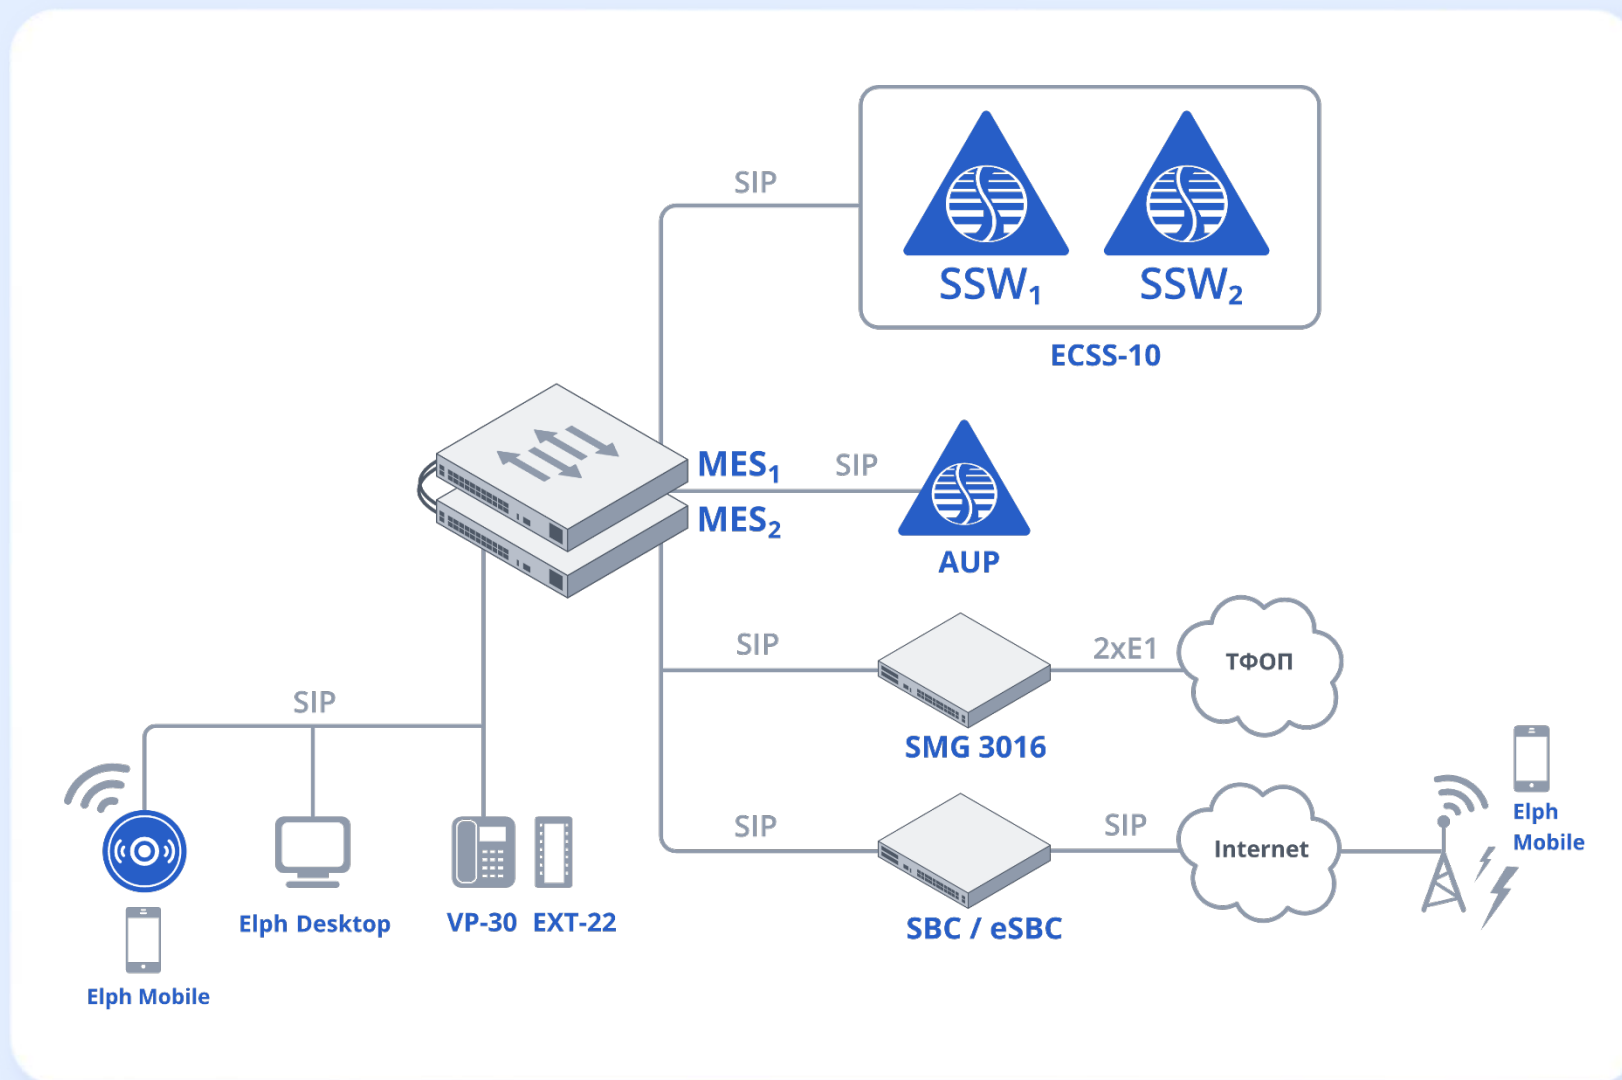 SIP
SSW1
SSW2
ECSS-10
MES1
SIP
MES2
AUP
SIP
2xE1
ТФОП
SMG 3016
SIP
SIP
SIP
Internet
Elph
Mobile
SBC / eSBC
Elph Desktop
VP-30
EXT-22
Elph Mobile